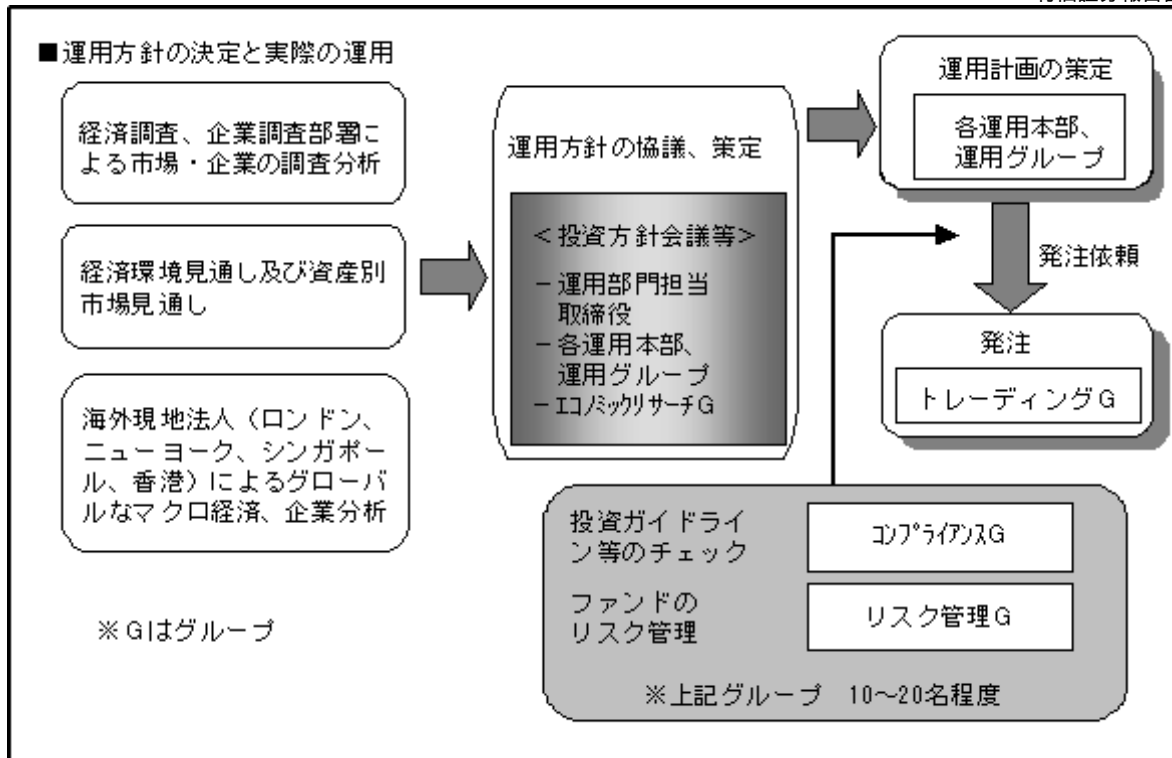 ■運用方針の決定と実際の運用
経済調査、企業調査部署に
よる市場・企業の調査分析
経済環境見通し及び資産別
市場見通し
海外現地法人（ロンドン、
ニューヨーク、シンガポー
ル、香港）によるグローバ
ルなマクロ経済、企業分析
※Gはグループ
運用方針の協議、策定
＜投資方針会議等＞
－運用部門担当
取締役
－各運用本部、
運用グループ
－ｴｺﾉﾐｯｸﾘｻｰﾁG
運用計画の策定
各運用本部、
運用グループ
発注依頼
発注
トレーディングG
投資ガイドライ
ン等のチェック
ｺﾝﾌﾟﾗｲｱﾝｽG
ファンドの
リスク管理
リスク管理G
※上記グループ　10～20名程度